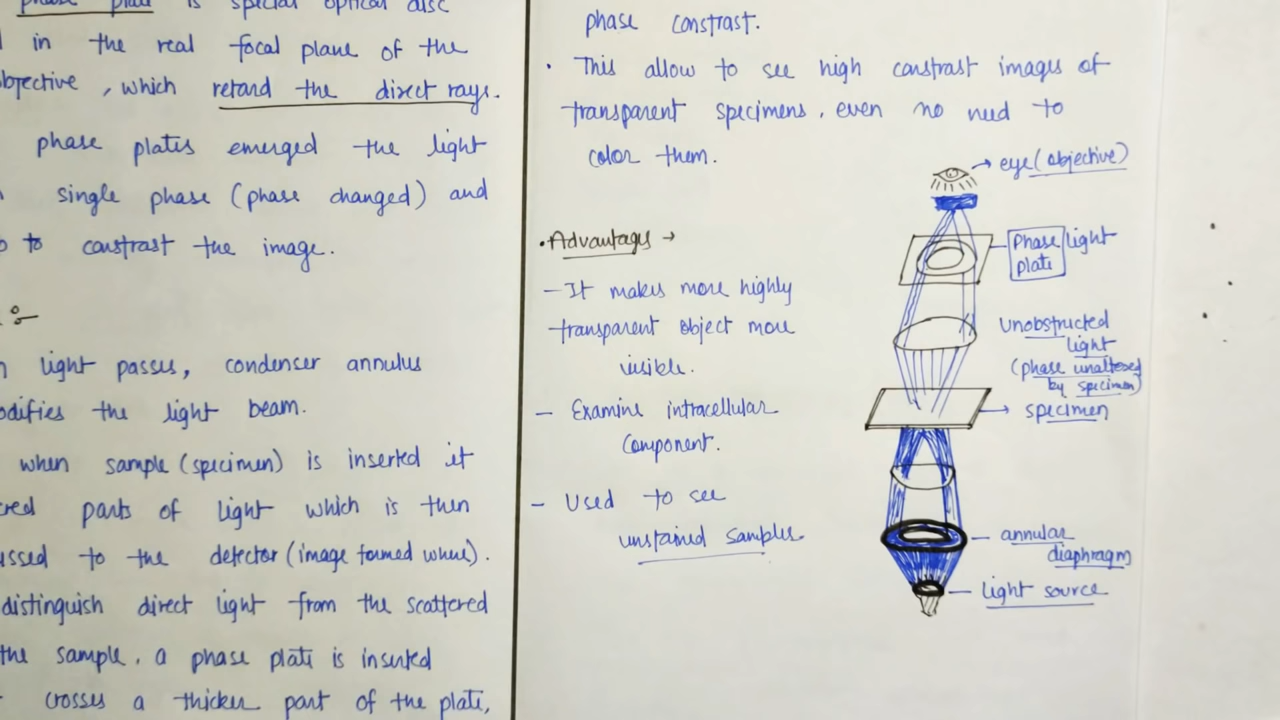 phase plate is special optical disc
in the real focal plane of the
objective, which retard the direct rays.
phase plates emerged the light
single phase (phase changed) and
to constrast the image.
light passes, condenser annulus
modifies the light beam.
when sample (specimen) is inserted it
parts of light which is then
to the detector (image formed where).
distinguish direct light from the scattered
the sample. a phase plate is inserted
crosses a thicker part of the plate,
phase constrast.
• This allow to see high constrast images of
transparent specimens, even no need to
color them.
• Advantages →
– It makes more highly
transparent object more
visible.
– Examine intracellular
Component.
– Used to see
unstained samples
→ eye (objective)
Phase light
plate
Unobstructed
light
(phase unaltered
by specimen)
→ specimen
annular
diaphragm
light source